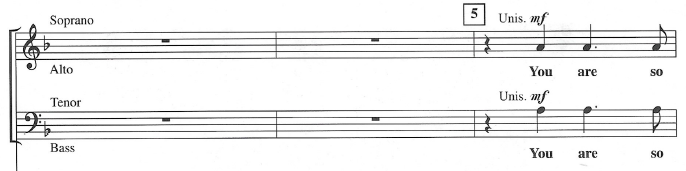 Soprano
5
Unis. mf
Alto
You are so
Tenor
Unis. mf
Bass
You are so